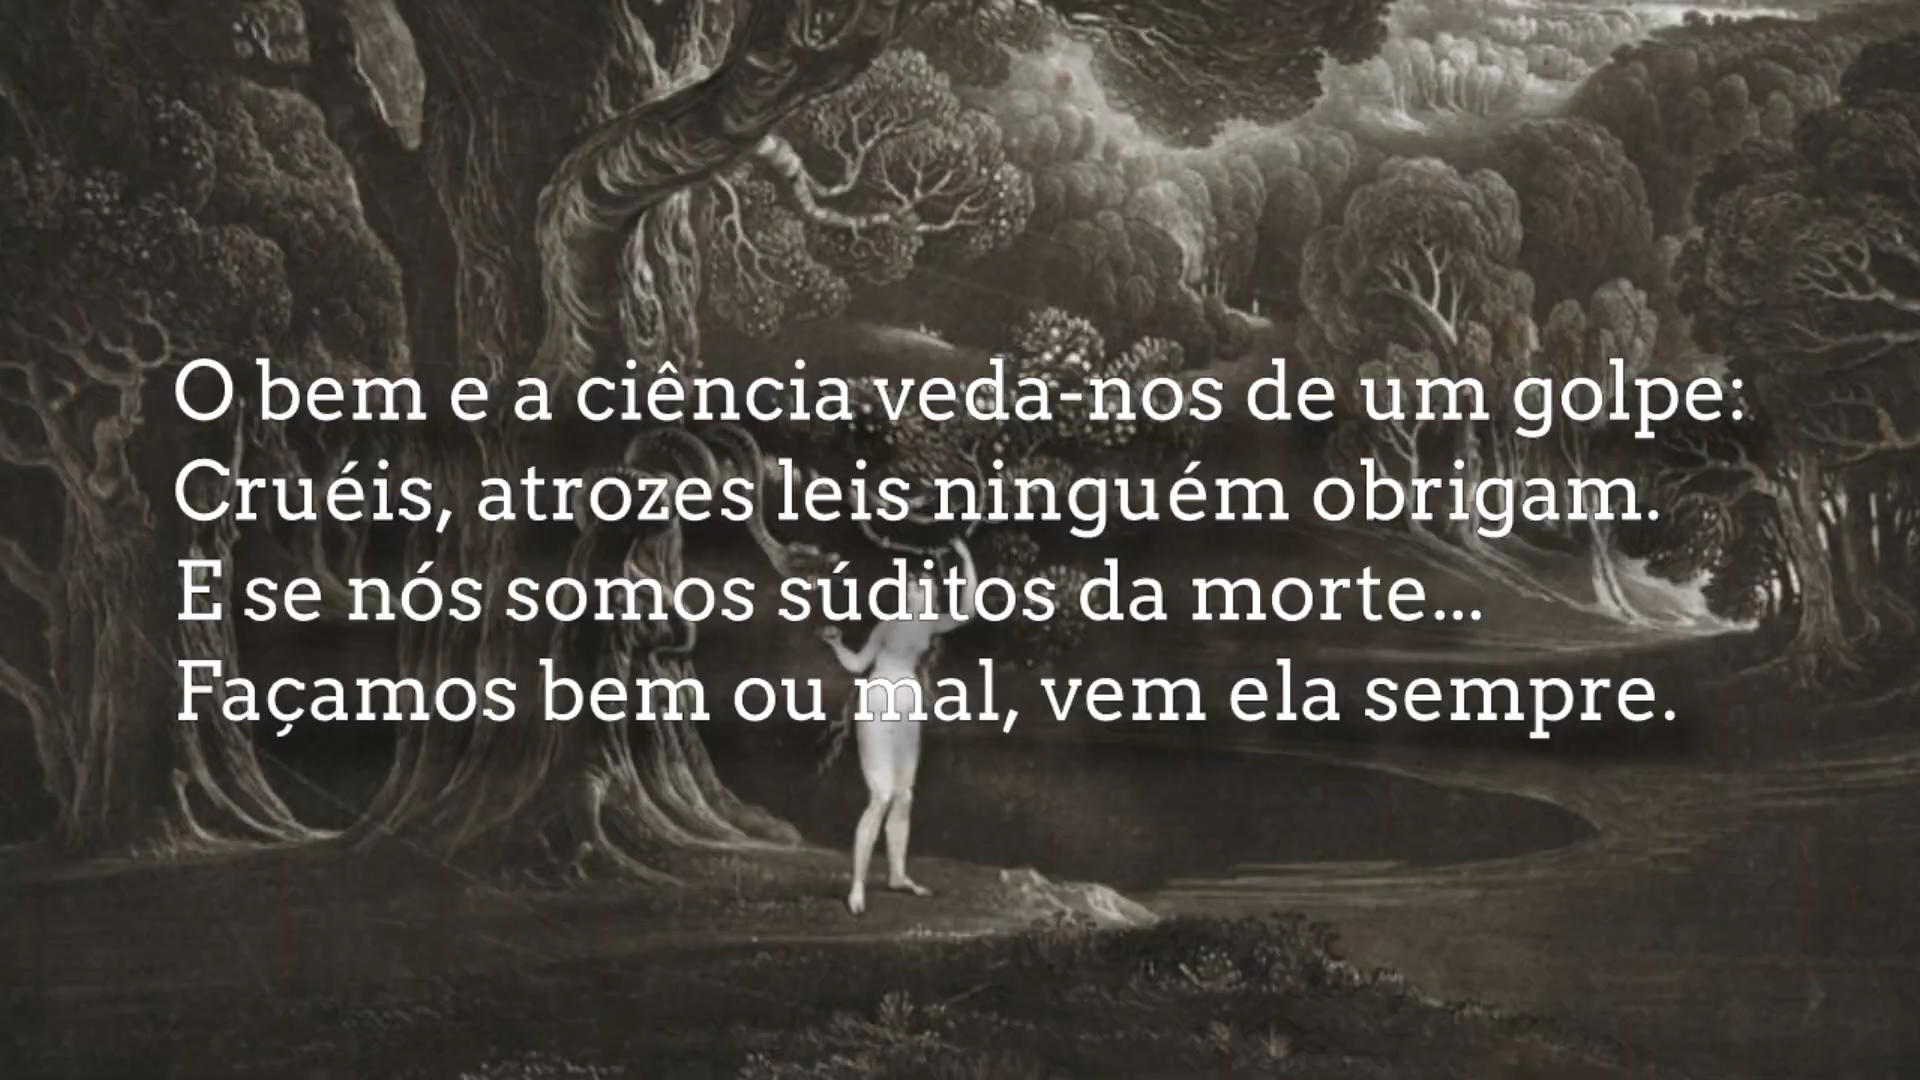 O bem e a ciência veda-nos de um golpe:
Cruéis, atrozes leis ninguém obrigam.
E se nós somos súditos da morte...
Façamos bem ou mal, vem ela sempre.